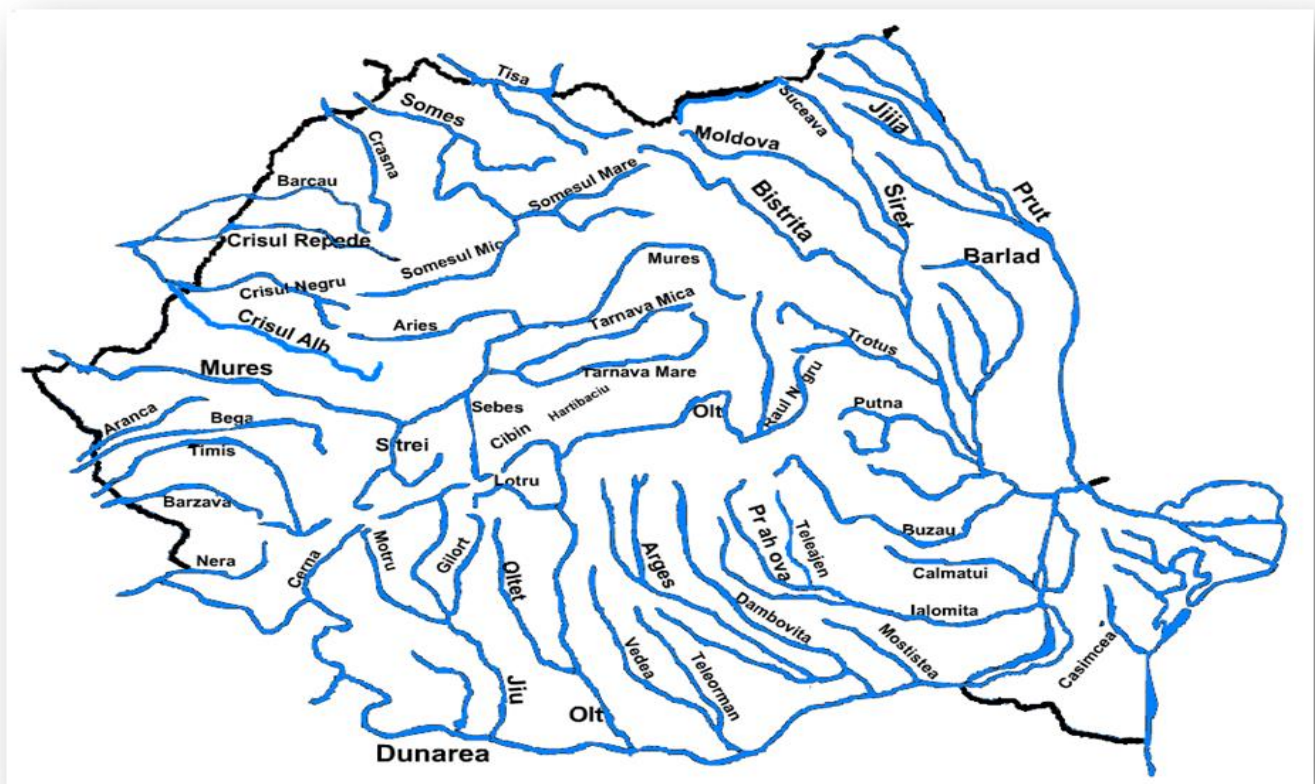 Tisa
Somes
Suceava
Jijia
Moldova
Crasna
Barcau
Somesul Mare
Bistrita
Siret
Prut
Crisul Repede
Somesul Mic
Mures
Barlad
Crisul Negru
Tarnava Mica
Crisul Alb
Aries
Trotus
Mures
Tarnava Mare
Raul Negru
Hartibaciu
Sebes
Olt
Putna
Aranca
Bega
Cibin
Strei
Timis
Lotru
Barzava
Buzau
Pr ah ova
Teleajen
Arges
Nera
Cerna
Motru
Gilort
Oltet
Calmatui
Ialomita
Dambovita
Mostistea
Casimcea
Vedea
Teleorman
Jiu
Olt
Dunarea